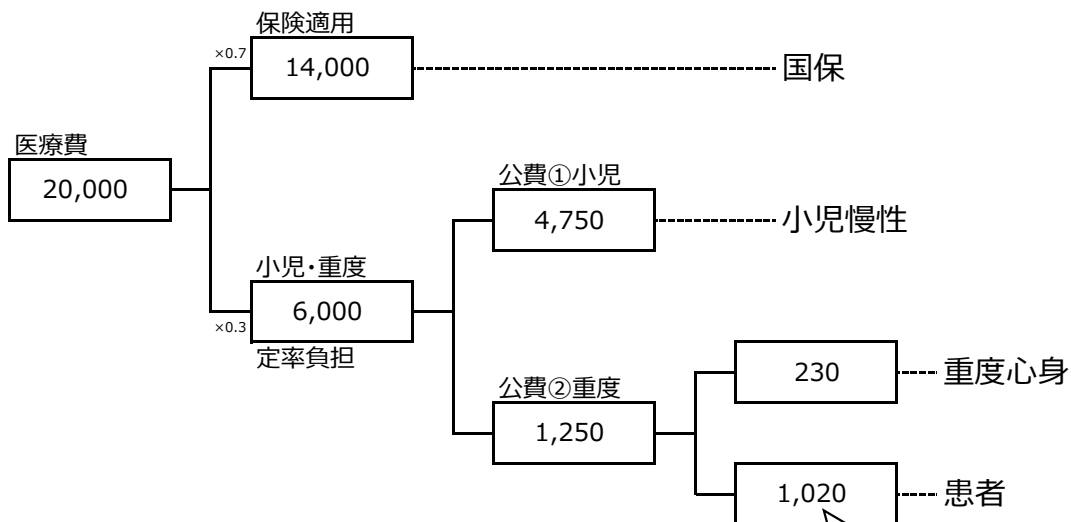 保険適用
×0.7
14,000
国保
医療費
20,000
公費①小児
4,750
小児慢性
小児・重度
6,000
×0.3
定率負担
230
重度心身
公費②重度
1,250
1,020
患者